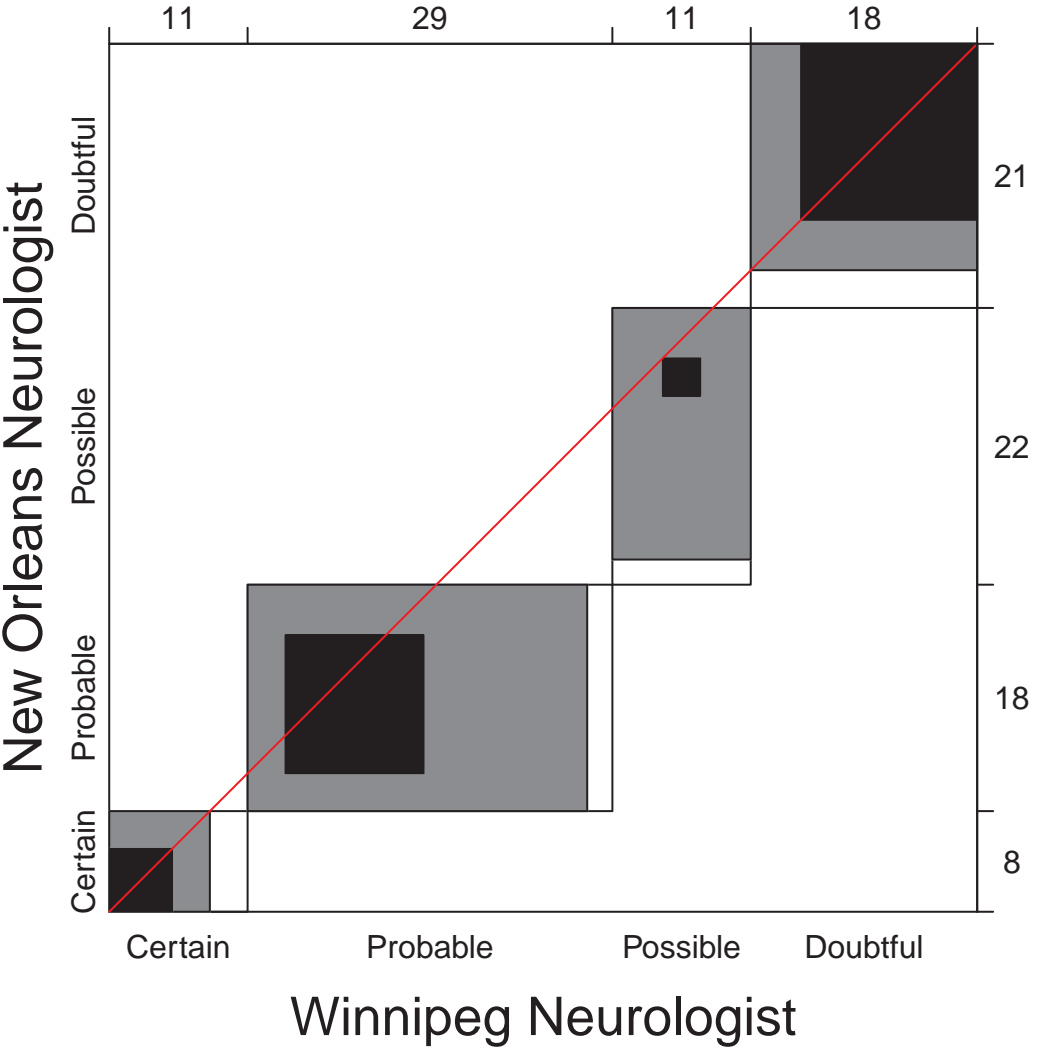 11 29 11 18
New Orleans Neurologist
Doubtful
Possible
Probable
Certain
21
22
18
8
Certain Probable Possible Doubtful
Winnipeg Neurologist